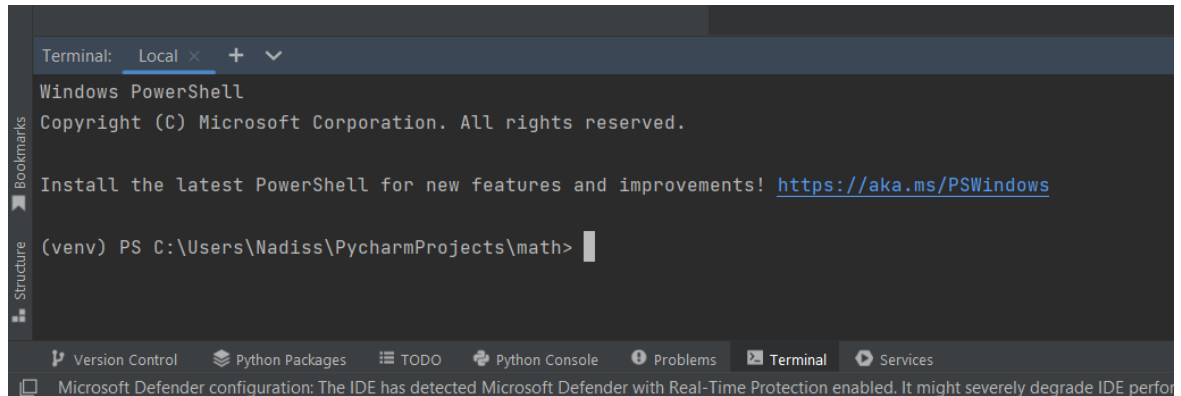 Terminal: Local
Windows PowerShell
Copyright (C) Microsoft Corporation. All rights reserved.
Install the latest PowerShell for new features and improvements! https://aka.ms/PSWindows
(venv) PS C:\Users\Nadiss\PycharmProjects\math>
Bookmarks
Structure
Version Control Python Packages TODO Python Console Problems Terminal Services
Microsoft Defender configuration: The IDE has detected Microsoft Defender with Real-Time Protection enabled. It might severely degrade IDE perfor